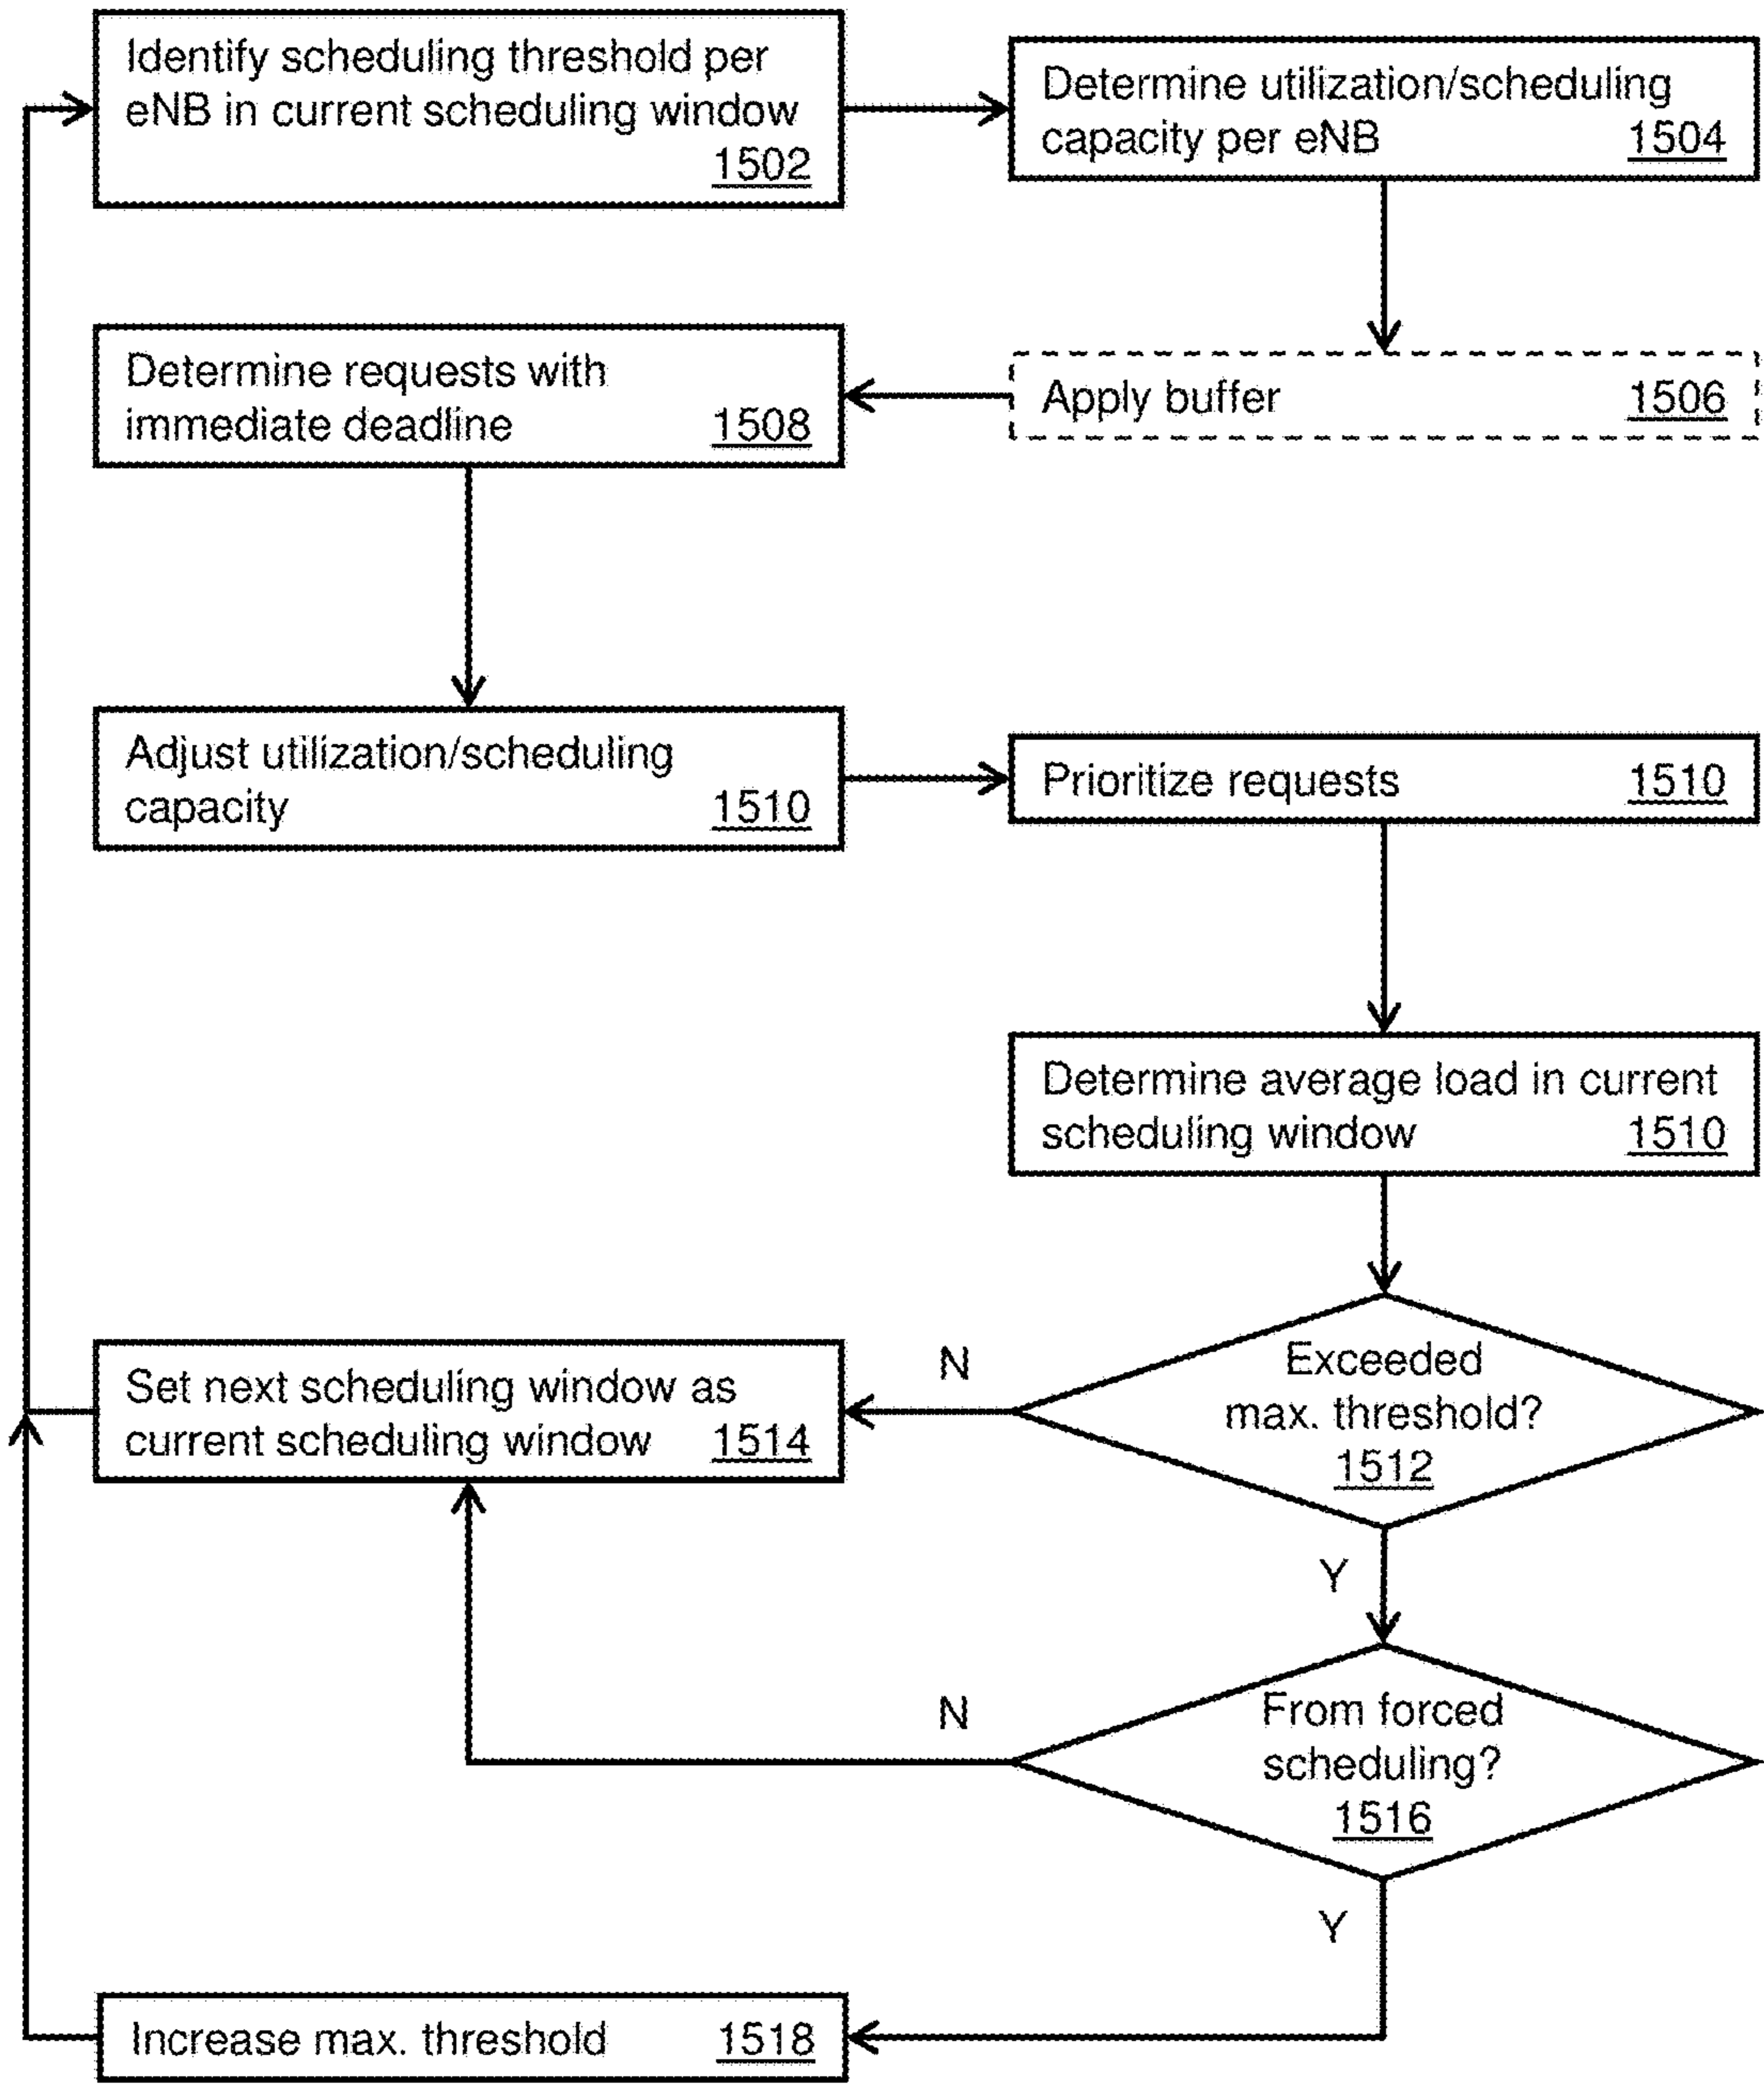 Identify scheduling threshold per
eNB in current scheduling window
1502
Determine utilization/scheduling
capacity per eNB 1504
Apply buffer 1506
Determine requests with
immediate deadline 1508
Adjust utilization/scheduling
capacity 1510
Prioritize requests 1510
Determine average load in current
scheduling window 1510
Exceeded
max. threshold?
1512
N
Set next scheduling window as
current scheduling window 1514
Y
From forced
scheduling?
1516
N
Y
Increase max. threshold 1518